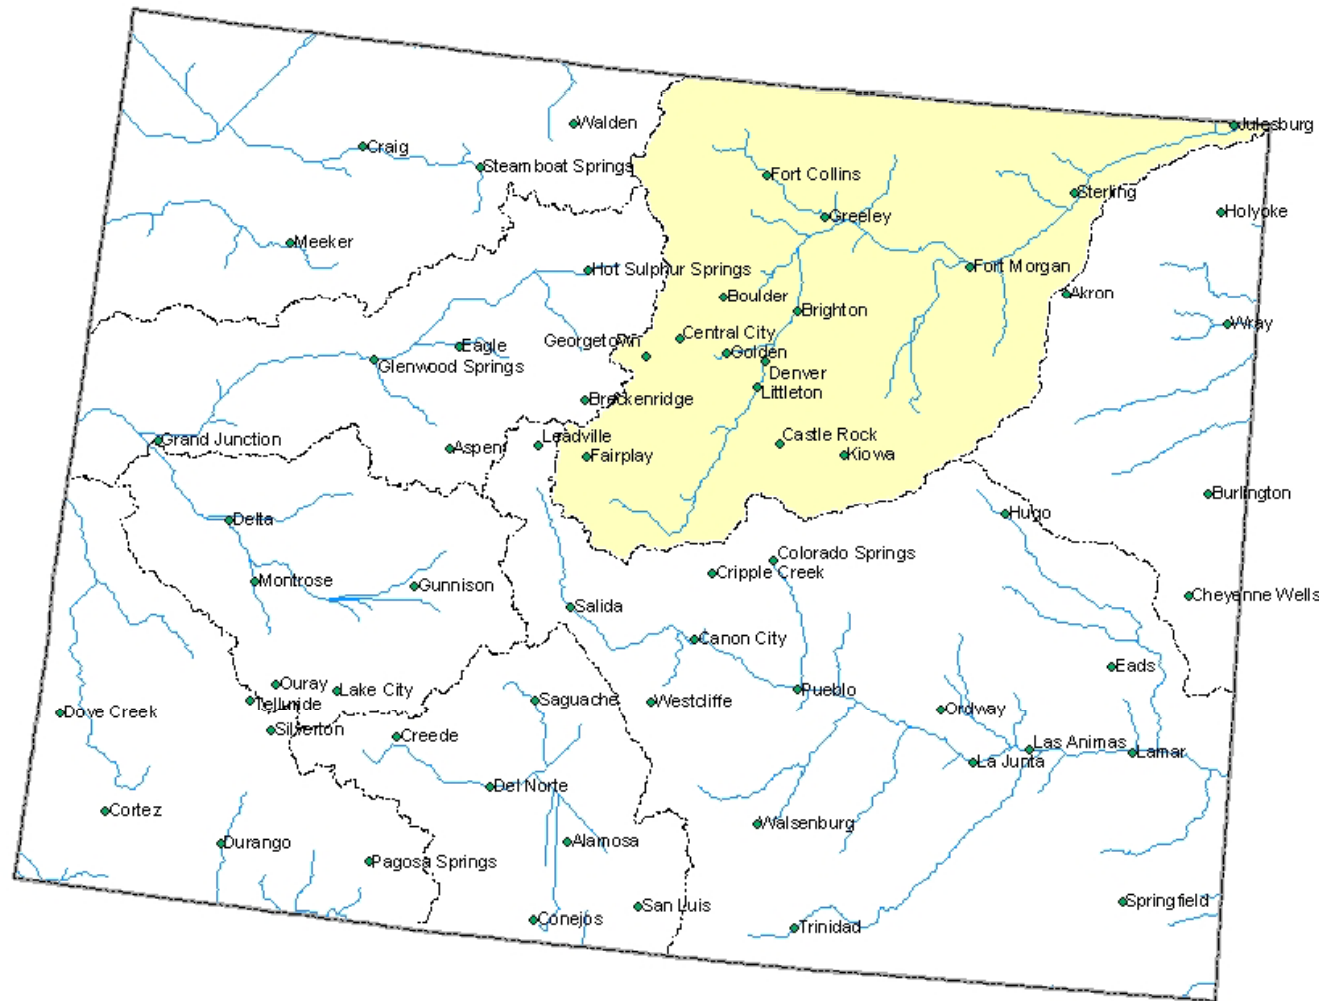 Walden
Julesburg
Craig
Steamboat Springs
Fort Collins
Sterling
Holyoke
Greeley
Meeker
Hot Sulphur Springs
Fort Morgan
Boulder
Akron
Brighton
Wray
Central City
Georgetown
Eagle
Golden
Glenwood Springs
Denver
Littleton
Breckenridge
Grand Junction
Leadville
Castle Rock
Aspen
Fairplay
Kiowa
Burlington
Delta
Hugo
Colorado Springs
Cripple Creek
Montrose
Gunnison
Cheyenne Wells
Salida
Canon City
Eads
Ouray
Lake City
Pueblo
Telluride
Saguache
Westcliffe
Dove Creek
Ordway
Silverton
Creede
Las Animas
Lamar
La Junta
Del Norte
Cortez
Walsenburg
Durango
Alamosa
Pagosa Springs
San Luis
Springfield
Conejos
Trinidad